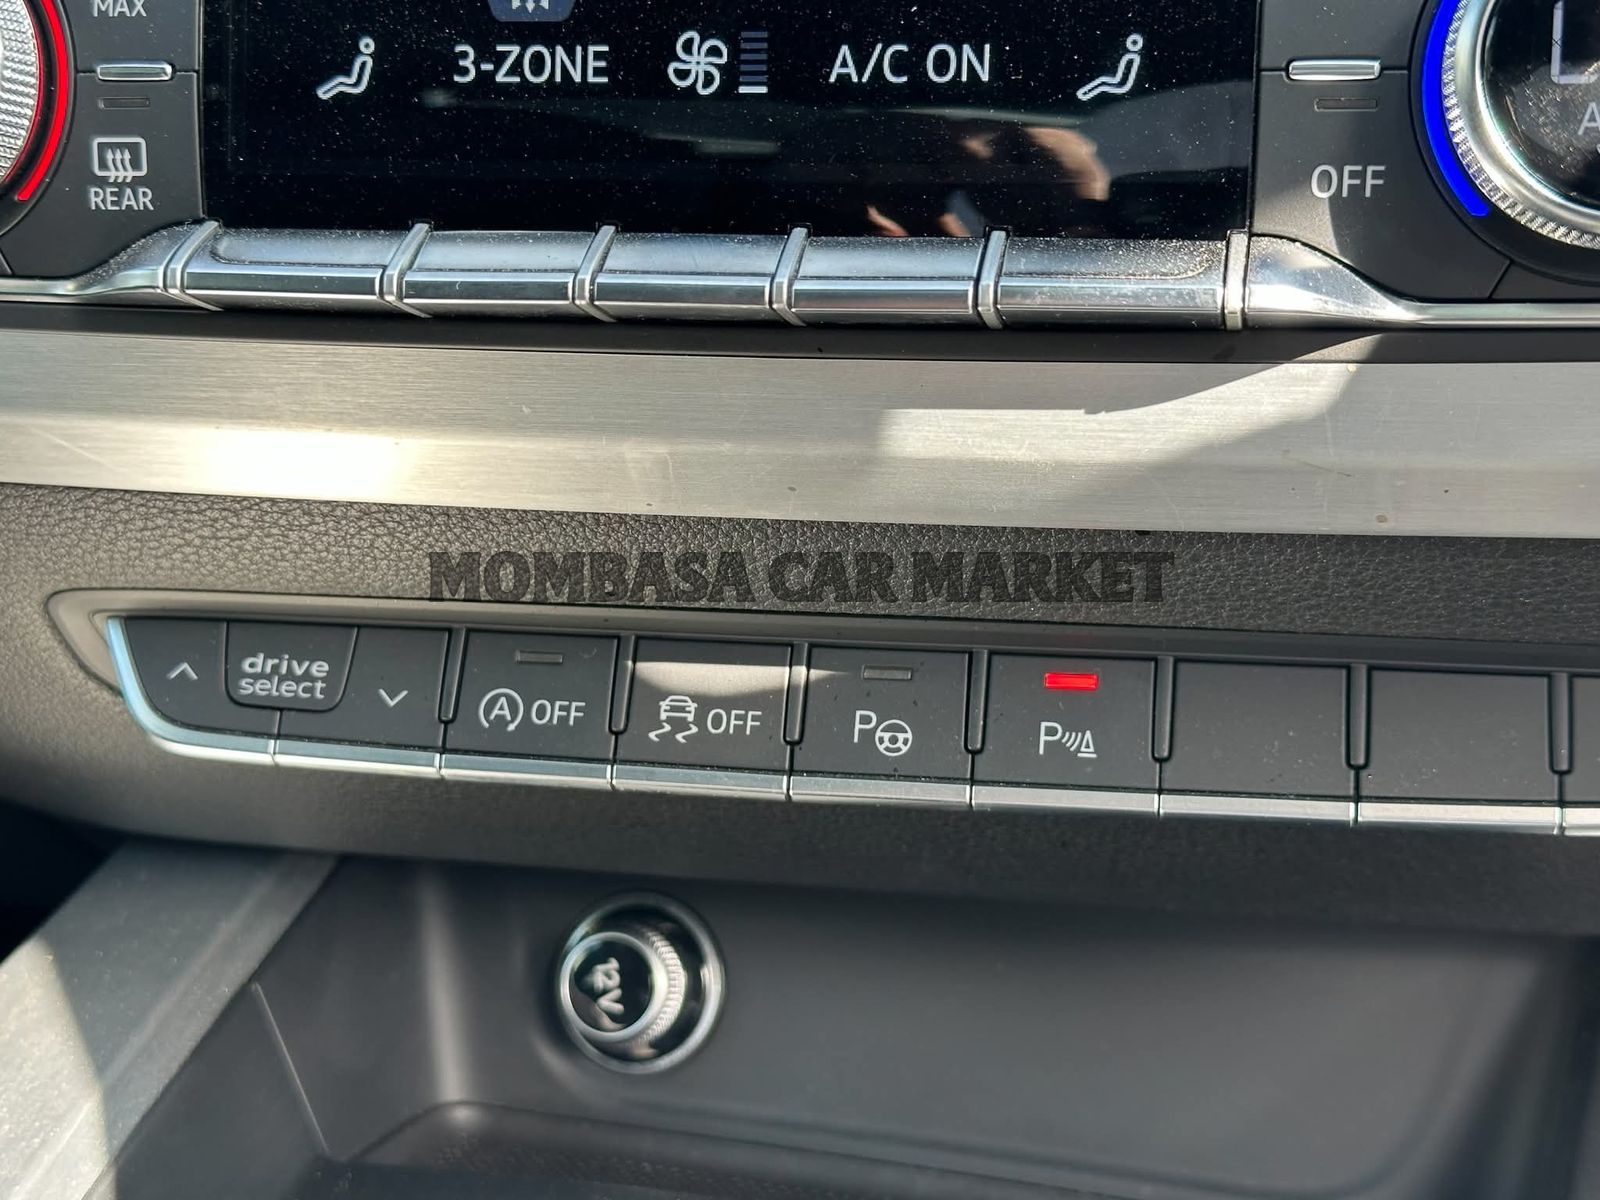 MAX
3-ZONE
A/C ON
REAR
OFF
MOMBASA CAR MARKET
drive
select
A OFF
OFF
P
P
12V